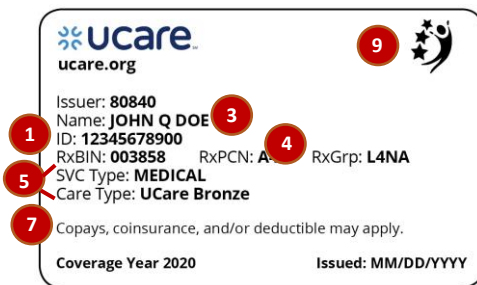 ucare
9
ucare.org
Issuer: 80840
3
Name: JOHN Q DOE
1
ID: 12345678900
4
RxBIN: 003858 RxPCN: A- RxGrp: L4NA
5
SVC Type: MEDICAL
Care Type: UCare Bronze
7
Copays, coinsurance, and/or deductible may apply.
Coverage Year 2020 Issued: MM/DD/YYYY